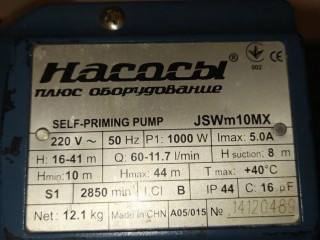 Насосы ®
плюс оборудование
002
SELF-PRIMING PUMP JSWm10MX
220 V ~ 50 Hz P1: 1000 W Imax: 5.0A
H: 16-41 m Q: 60-11.7 l/min H suction: 8 m
Hmin: 10 m Hmax: 44 m T max: +40°C
S1 2850 min⁻¹ I.Cl B IP 44 C: 16 μF
Net: 12.1 kg Made in CHN A05/015 14120489